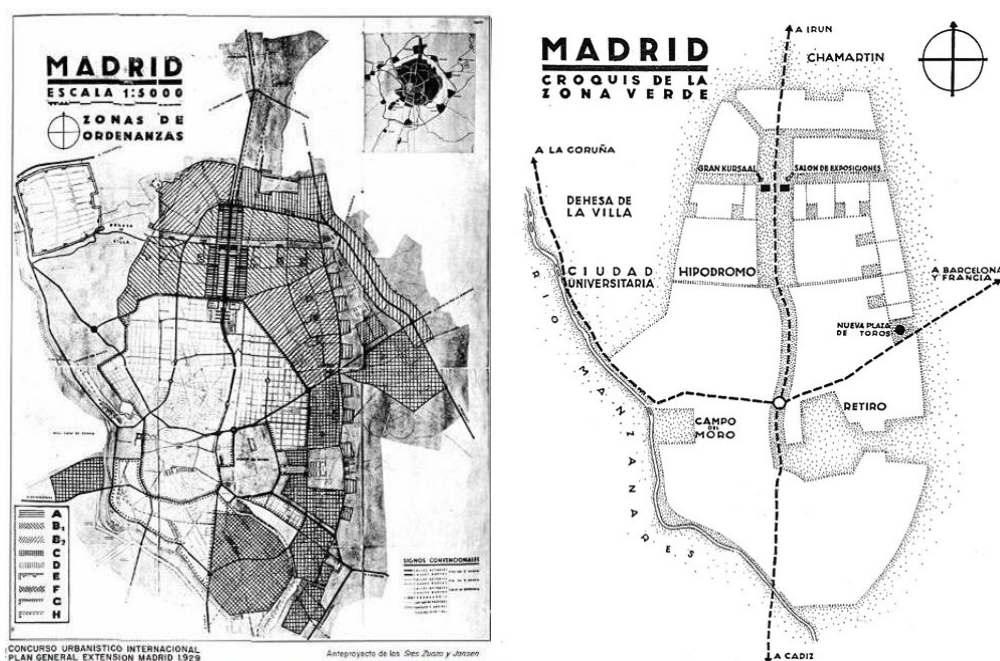 MADRID
ESCALA 1:5000
ZONAS DE
ORDENANZAS
A
B1
B2
C
D
E
F
G
H
SIGNOS CONVENCIONALES
CONCURSO URBANISTICO INTERNACIONAL
PLAN GENERAL EXTENSION MADRID 1.929
Anteproyecto de los Sres Zuazo y Jansen
MADRID
CROQUIS DE LA
ZONA VERDE
A IRUN
CHAMARTIN
A LA CORUÑA
GRAN KURSAAL
SALON DE EXPOSICIONES
DEHESA DE
LA VILLA
CIUDAD
UNIVERSITARIA
HIPODROMO
A BARCELONA
Y FRANCIA
NUEVA PLAZA
DE TOROS
RIO MANZANARES
CAMPO
DEL
MORO
RETIRO
A CADIZ